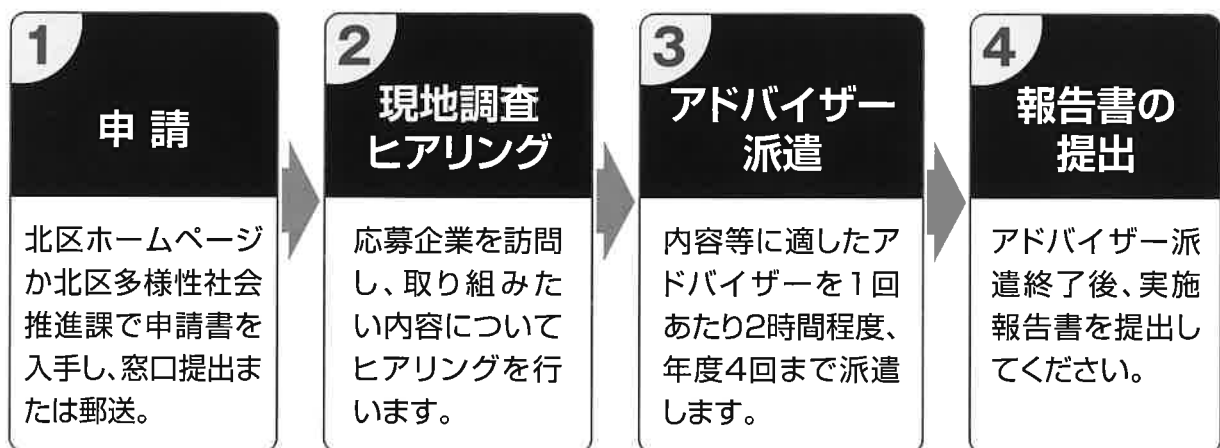 1
申請
北区ホームページ
か北区多様性社会
推進課で申請書を
入手し、窓口提出ま
たは郵送。
2
現地調査
ヒアリング
応募企業を訪問
し、取り組みた
い内容について
ヒアリングを行
います。
3
アドバイザー
派遣
内容等に適したア
ドバイザーを1回
あたり2時間程度、
年度4回まで派遣
します。
4
報告書の
提出
アドバイザー派
遣終了後、実施
報告書を提出し
てください。